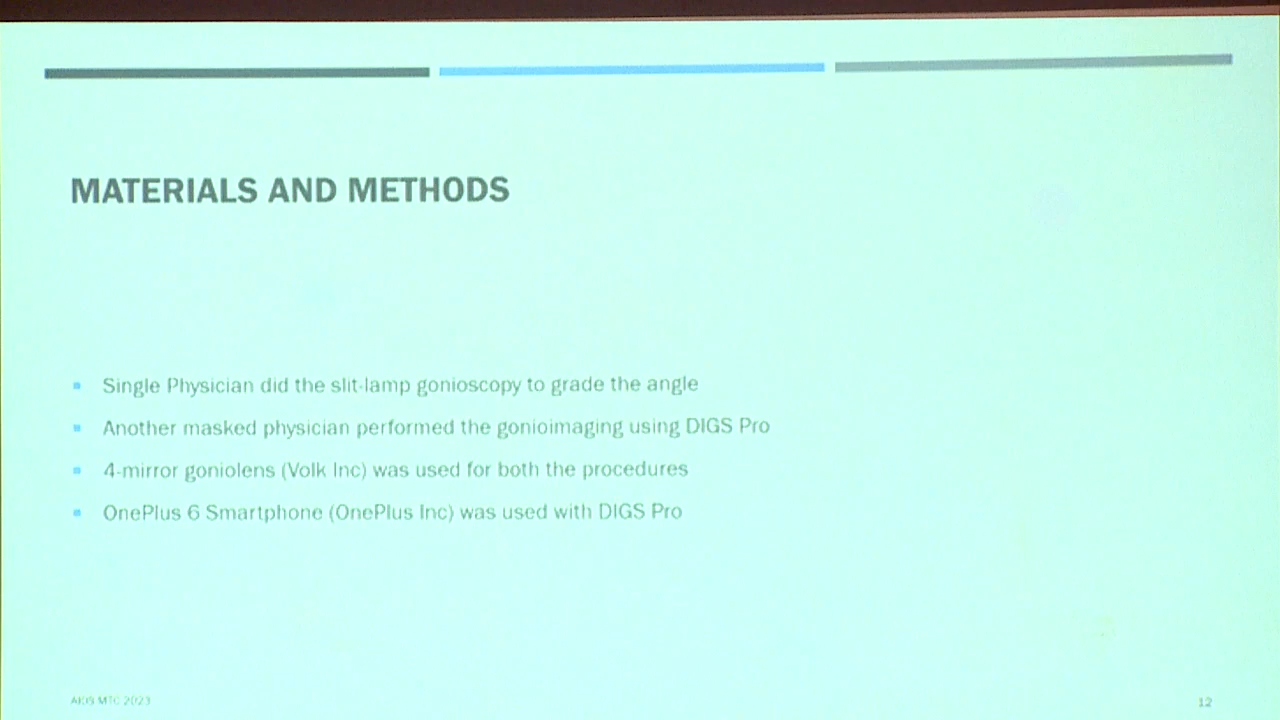 MATERIALS AND METHODS
Single Physician did the slit-lamp gonioscopy to grade the angle
Another masked physician performed the gonioimaging using DIGS Pro
4-mirror goniolens (Volk Inc) was used for both the procedures
OnePlus 6 Smartphone (OnePlus Inc) was used with DIGS Pro
2023
12